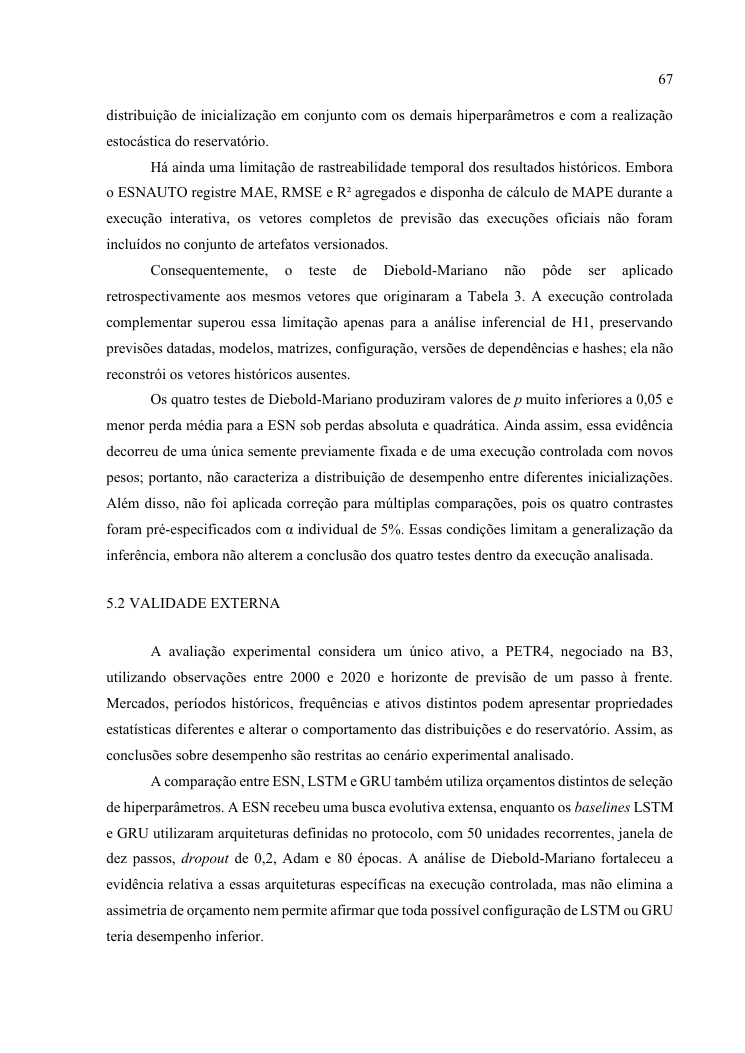 67
distribuição de inicialização em conjunto com os demais hiperparâmetros e com a realização
estocástica do reservatório.
Há ainda uma limitação de rastreabilidade temporal dos resultados históricos. Embora
o ESNAUTO registre MAE, RMSE e R² agregados e disponha de cálculo de MAPE durante a
execução interativa, os vetores completos de previsão das execuções oficiais não foram
incluídos no conjunto de artefatos versionados.
Consequentemente, o teste de Diebold-Mariano não pôde ser aplicado
retrospectivamente aos mesmos vetores que originaram a Tabela 3. A execução controlada
complementar superou essa limitação apenas para a análise inferencial de H1, preservando
previsões datadas, modelos, matrizes, configuração, versões de dependências e hashes; ela não
reconstrói os vetores históricos ausentes.
Os quatro testes de Diebold-Mariano produziram valores de p muito inferiores a 0,05 e
menor perda média para a ESN sob perdas absoluta e quadrática. Ainda assim, essa evidência
decorreu de uma única semente previamente fixada e de uma execução controlada com novos
pesos; portanto, não caracteriza a distribuição de desempenho entre diferentes inicializações.
Além disso, não foi aplicada correção para múltiplas comparações, pois os quatro contrastes
foram pré-especificados com α individual de 5%. Essas condições limitam a generalização da
inferência, embora não alterem a conclusão dos quatro testes dentro da execução analisada.
5.2 VALIDADE EXTERNA
A avaliação experimental considera um único ativo, a PETR4, negociado na B3,
utilizando observações entre 2000 e 2020 e horizonte de previsão de um passo à frente.
Mercados, períodos históricos, frequências e ativos distintos podem apresentar propriedades
estatísticas diferentes e alterar o comportamento das distribuições e do reservatório. Assim, as
conclusões sobre desempenho são restritas ao cenário experimental analisado.
A comparação entre ESN, LSTM e GRU também utiliza orçamentos distintos de seleção
de hiperparâmetros. A ESN recebeu uma busca evolutiva extensa, enquanto os baselines LSTM
e GRU utilizaram arquiteturas definidas no protocolo, com 50 unidades recorrentes, janela de
dez passos, dropout de 0,2, Adam e 80 épocas. A análise de Diebold-Mariano fortaleceu a
evidência relativa a essas arquiteturas específicas na execução controlada, mas não elimina a
assimetria de orçamento nem permite afirmar que toda possível configuração de LSTM ou GRU
teria desempenho inferior.